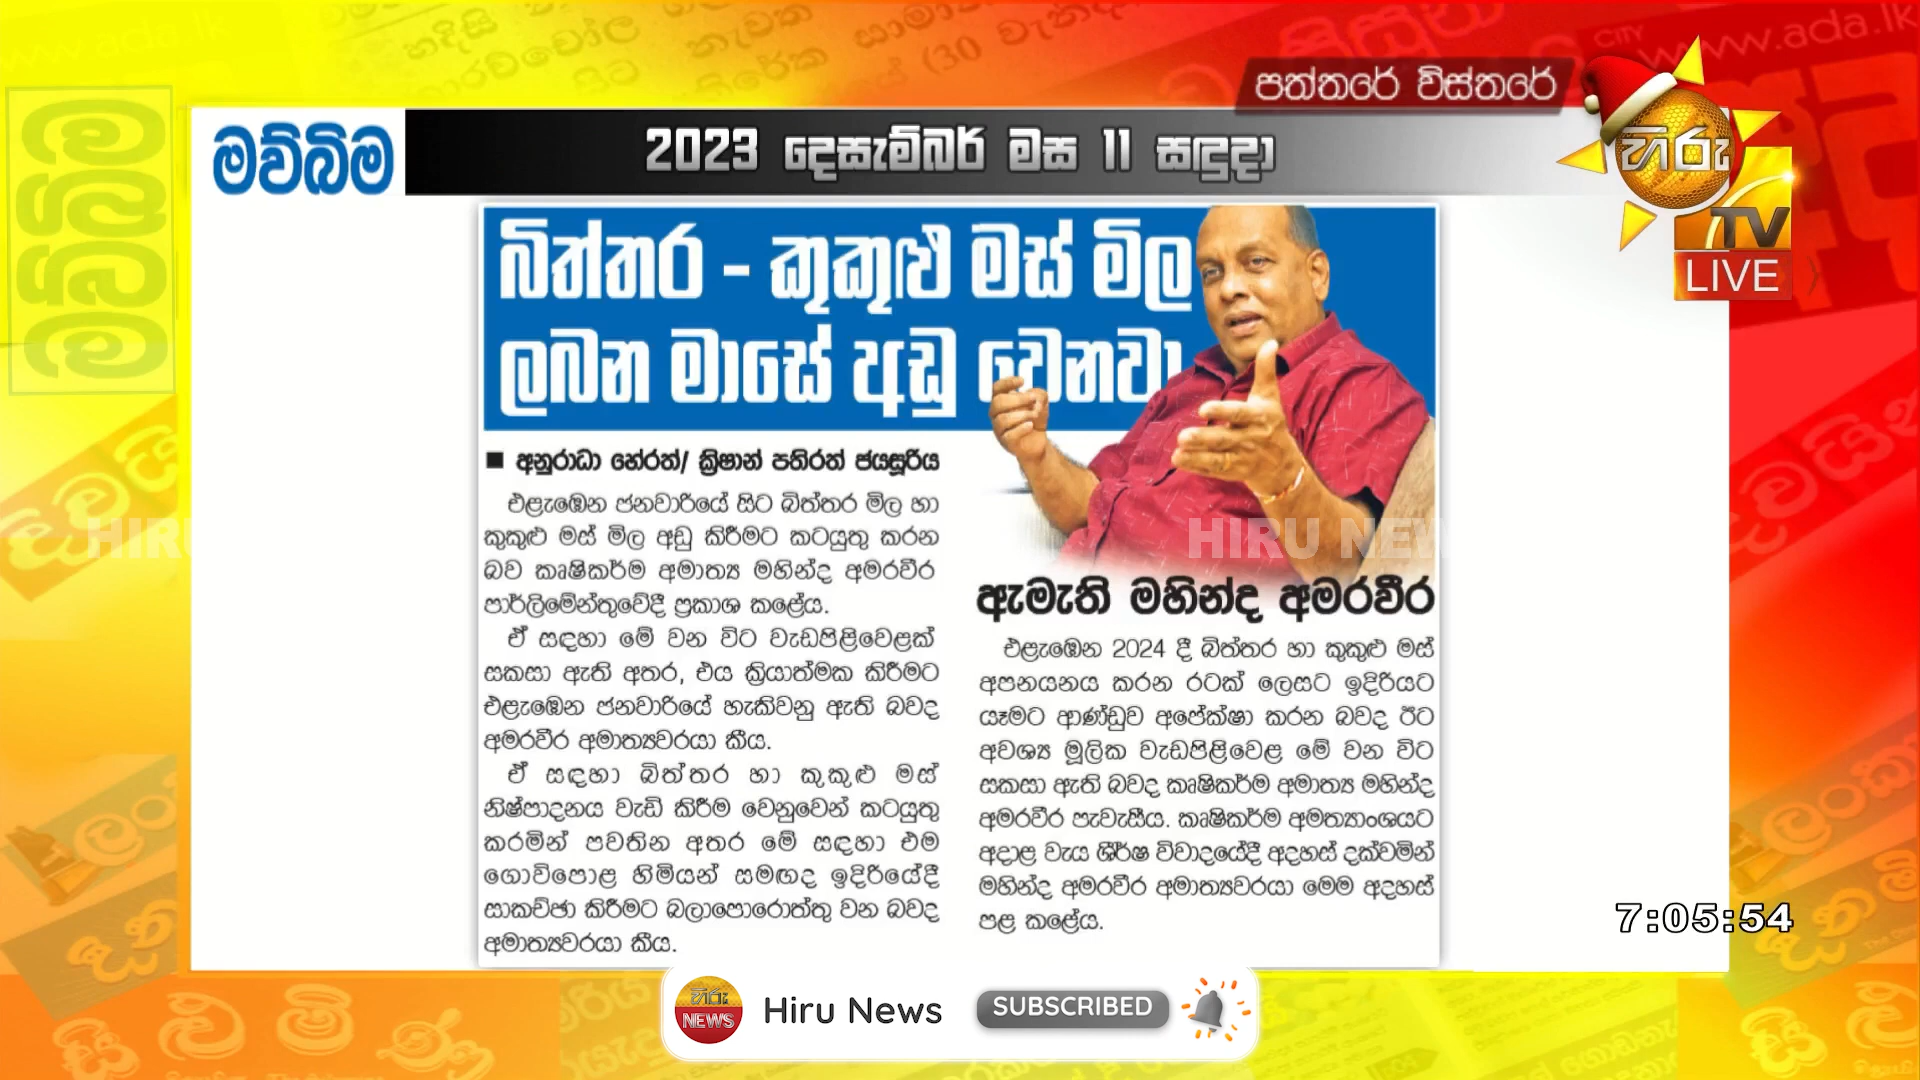 පත්තරේ විස්තරේ
හිරු
TV
LIVE
මව්බිම
2023 දෙසැම්බර් මස 11 සඳුදා
බිත්තර - කුකුළු මස් මිල
ලබන මාසේ අඩු වෙනවා
■ අනුරාධා හේරත්/ ක්‍රිෂාන් පතිරත් ජයසූරිය
එළැඹෙන ජනවාරියේ සිට බිත්තර මිල හා
කුකුළු මස් මිල අඩු කිරීමට කටයුතු කරන
බව කෘෂිකර්ම අමාත්‍ය මහින්ද අමරවීර
පාර්ලිමේන්තුවේදී ප්‍රකාශ කළේය.
ඒ සඳහා මේ වන විට වැඩපිළිවෙළක්
සකසා ඇති අතර, එය ක්‍රියාත්මක කිරීමට
එළැඹෙන ජනවාරියේ හැකිවනු ඇති බවද
අමරවීර අමාත්‍යවරයා කීය.
ඒ සඳහා බිත්තර හා කුකුළු මස්
නිෂ්පාදනය වැඩි කිරීම වෙනුවෙන් කටයුතු
කරමින් පවතින අතර මේ සඳහා එම
ගොවිපොළ හිමියන් සමඟද ඉදිරියේදී
සාකච්ඡා කිරීමට බලාපොරොත්තු වන බවද
අමාත්‍යවරයා කීය.
ඇමැති මහින්ද අමරවීර
එළැඹෙන 2024 දී බිත්තර හා කුකුළු මස්
අපනයනය කරන රටක් ලෙසට ඉදිරියට
යෑමට ආණ්ඩුව අපේක්ෂා කරන බවද ඊට
අවශ්‍ය මූලික වැඩපිළිවෙළ මේ වන විට
සකසා ඇති බවද කෘෂිකර්ම අමාත්‍ය මහින්ද
අමරවීර පැවැසීය. කෘෂිකර්ම අමත්‍යාංශයට
අදාළ වැය ශීර්ෂ විවාදයේදී අදහස් දක්වමින්
මහින්ද අමරවීර අමාත්‍යවරයා මෙම අදහස්
පළ කළේය.
HIRU NEW
7:05:54
හිරු
NEWS
Hiru News
SUBSCRIBED